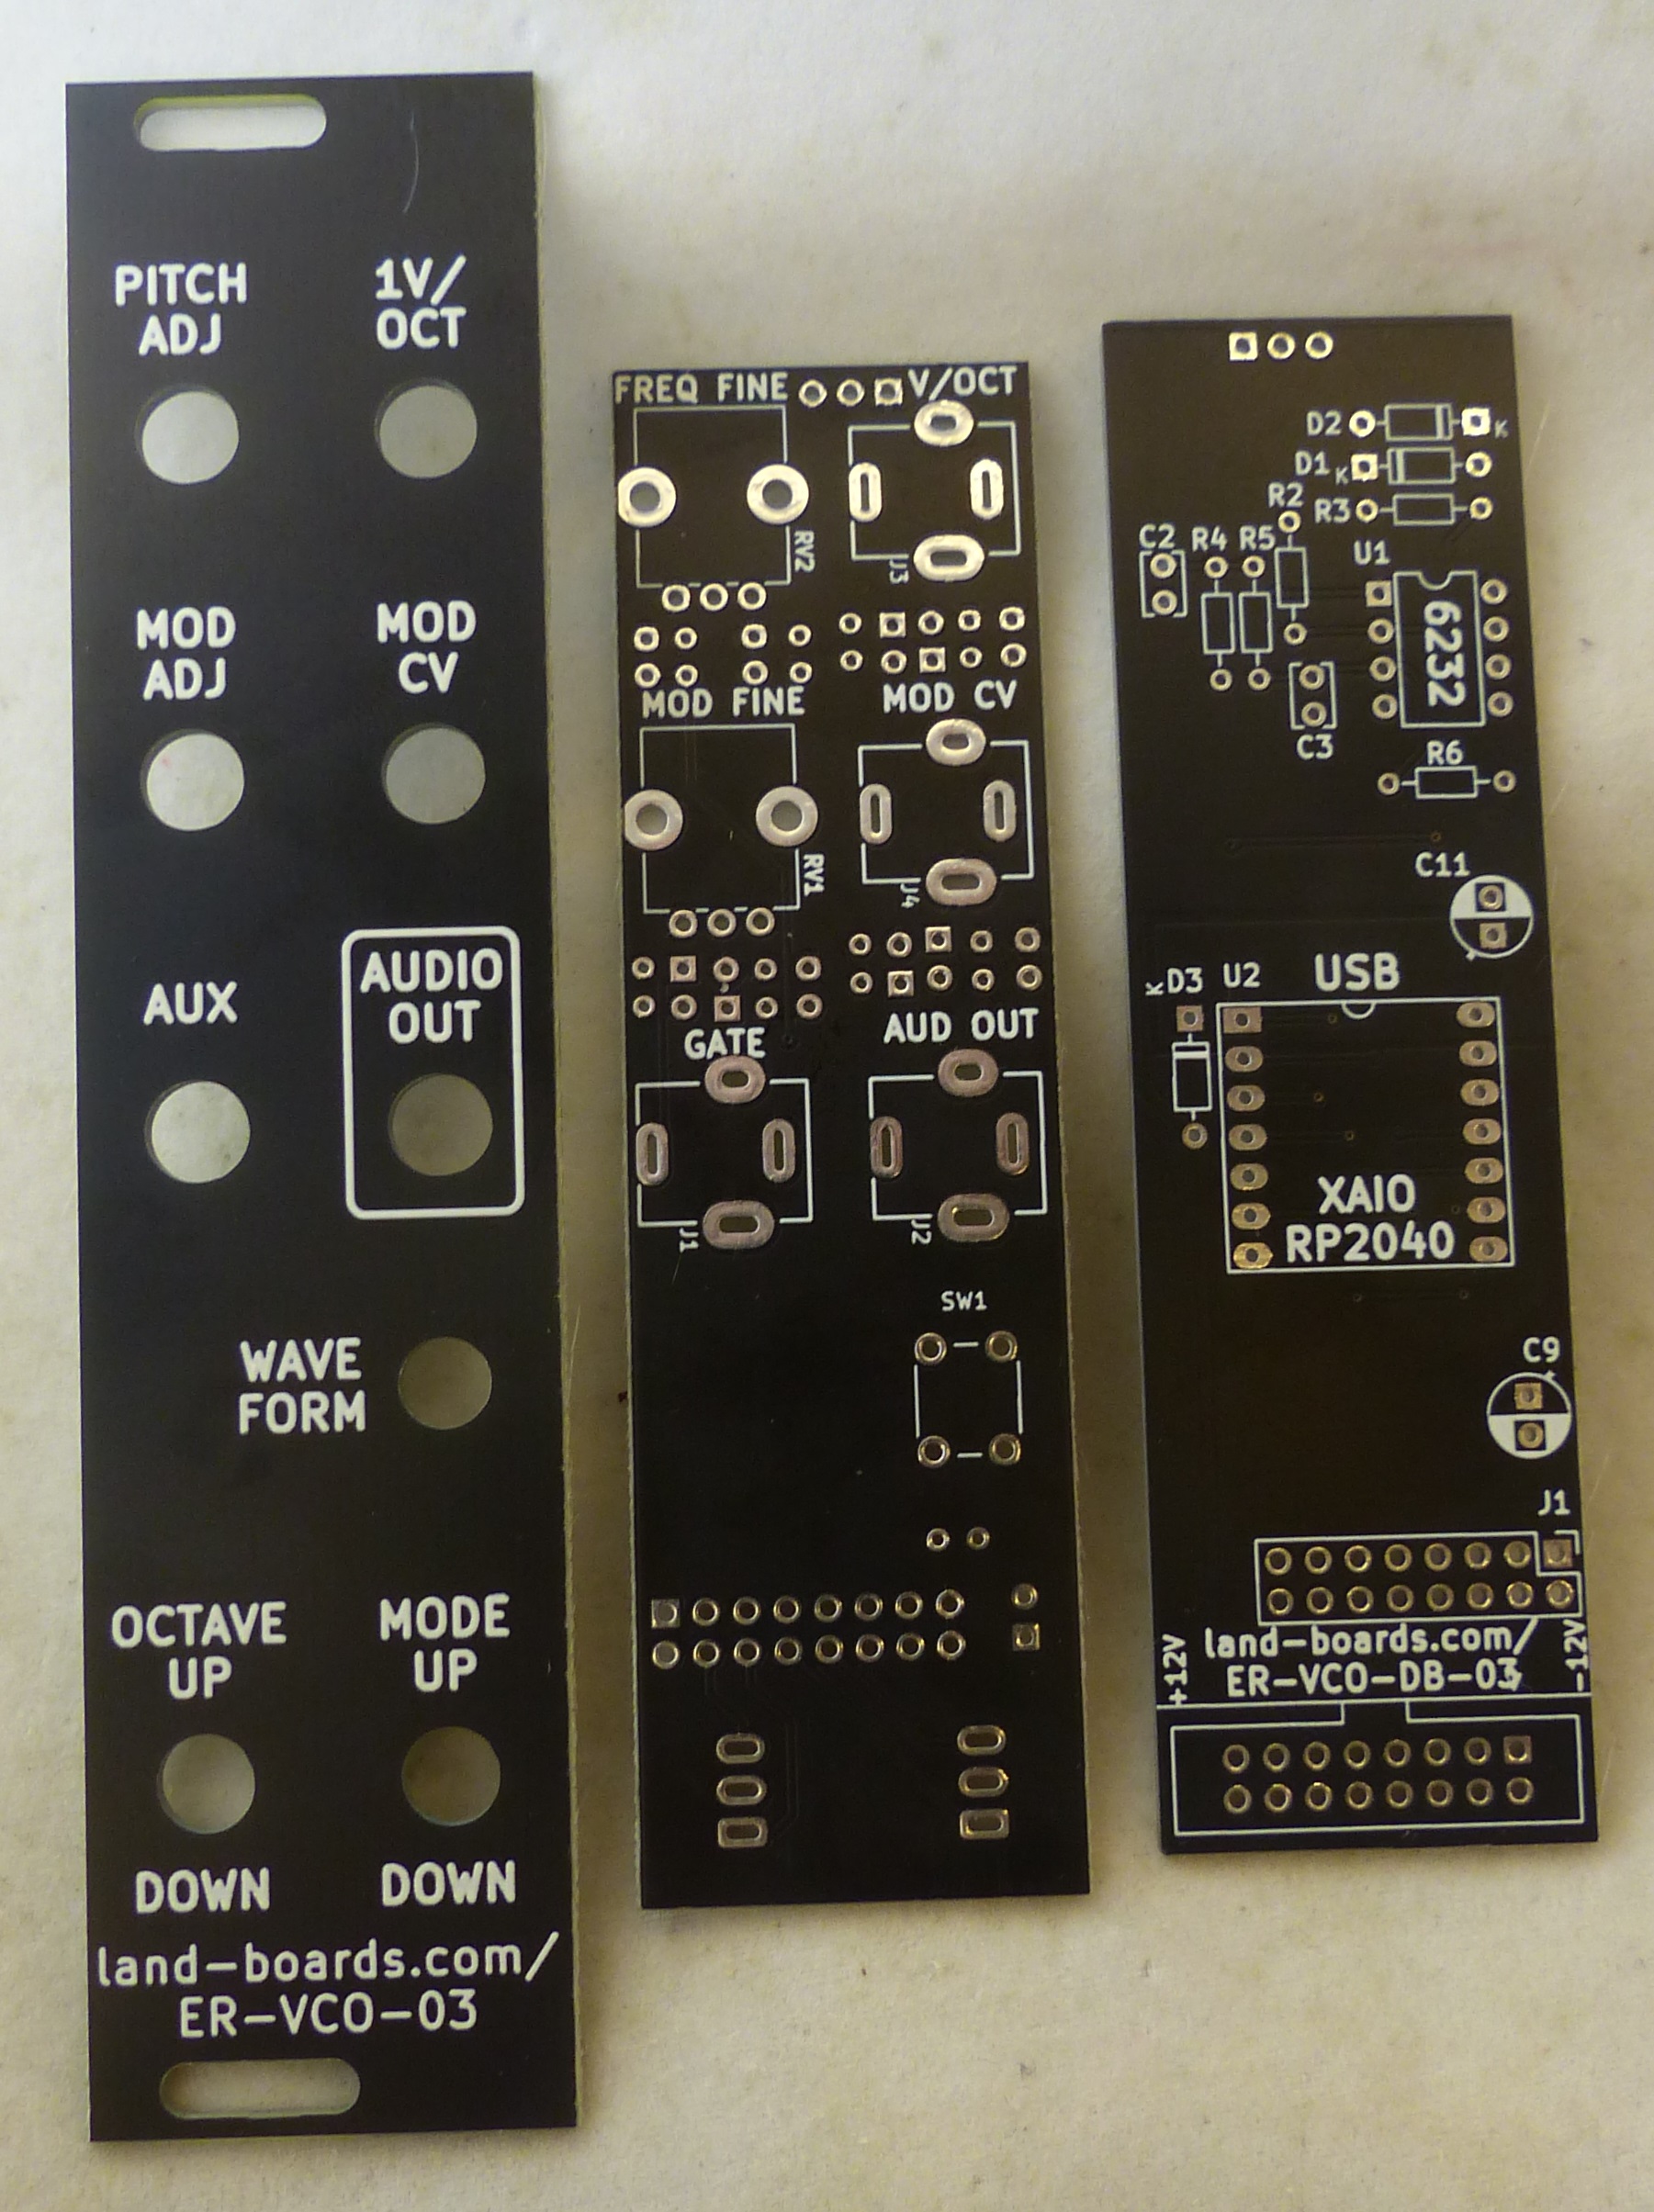 PITCH
ADJ
1V/
OCT
MOD
ADJ
MOD
CV
AUX
AUDIO
OUT
WAVE
FORM
OCTAVE
UP
MODE
UP
DOWN
DOWN
land-boards.com/
ER-VCO-03
FREQ FINE
V/OCT
RV2
J3
MOD FINE
MOD CV
RV1
J4
GATE
AUD OUT
J1
J2
SW1
D2
K
D1
K
R2
R3
C2
R4
R5
U1
6232
C3
R6
C11
K
D3
U2
USB
XAIO
RP2040
C9
J1
+12V
land-boards.com/
ER-VCO-DB-03
-12V